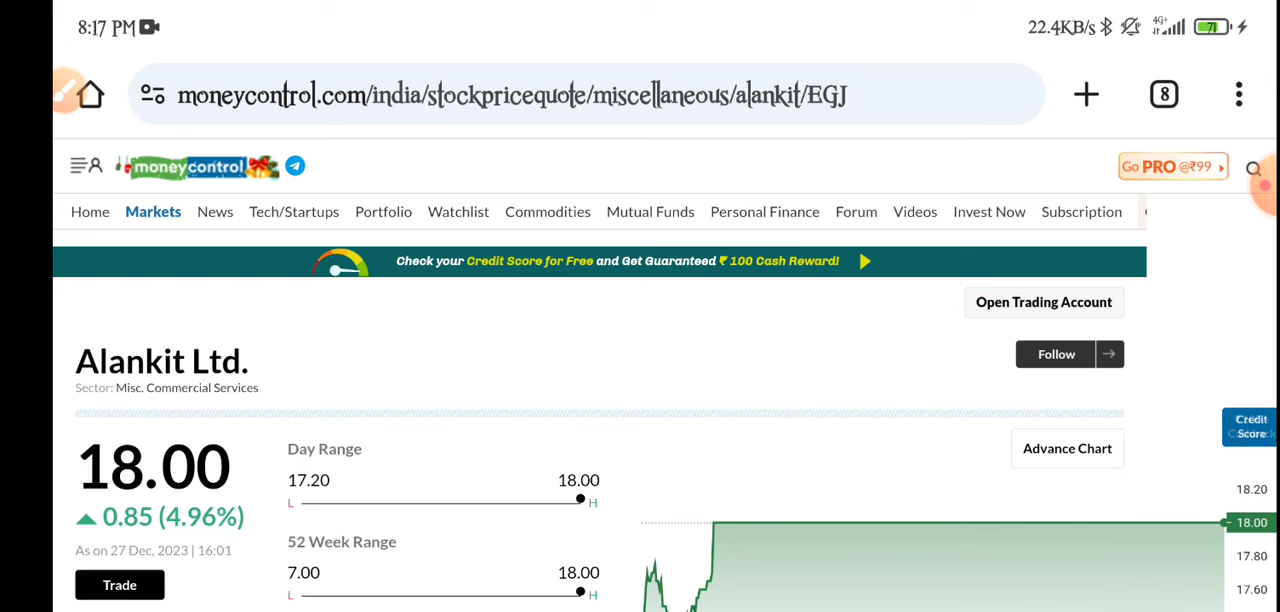 8:17 PM
22.4KB/s 4G+ 71
moneycontrol.com/india/stockpricequote/miscellaneous/alankit/EGJ
8
moneycontrol
Go PRO @₹99
Home Markets News Tech/Startups Portfolio Watchlist Commodities Mutual Funds Personal Finance Forum Videos Invest Now Subscription
Check your Credit Score for Free and Get Guaranteed ₹ 100 Cash Reward!
Open Trading Account
Alankit Ltd.
Follow
Sector: Misc. Commercial Services
Credit
Score
18.00
Day Range
Advance Chart
17.20 18.00
L H
18.20
0.85 (4.96%)
18.00
52 Week Range
As on 27 Dec, 2023 | 16:01
17.80
7.00 18.00
Trade
L H
17.60